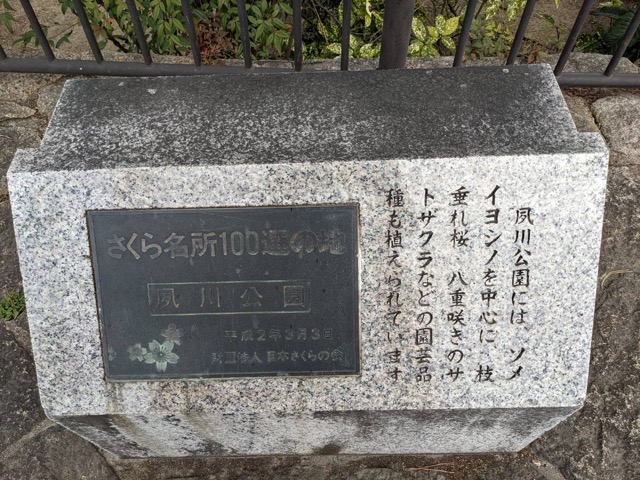 さくら名所100選の地
夙川公園
平成2年3月3日
財団法人 日本さくらの会
夙川公園には ソメ
イヨシノを中心に 枝
垂れ桜 八重咲きのサ
トザクラなどの園芸品
種も植えられています